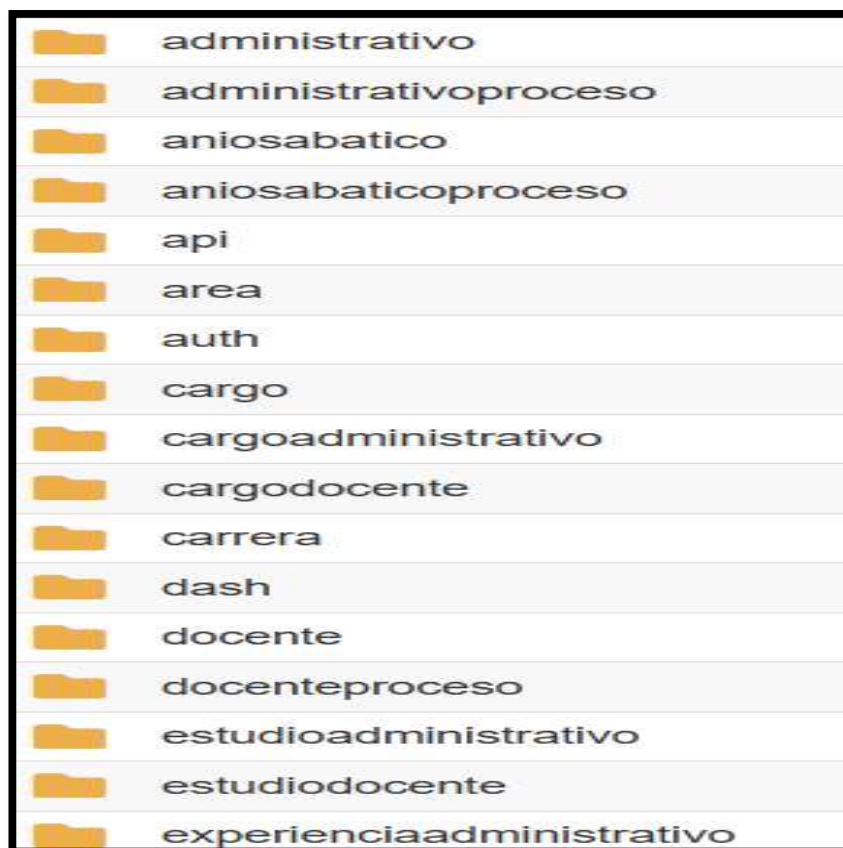 administrativo
administrativoproceso
aniosabatico
aniosabaticoproceso
api
area
auth
cargo
cargoadministrativo
cargodocente
carrera
dash
docente
docenteproceso
estudioadministrativo
estudiodocente
experienciaadministrativo